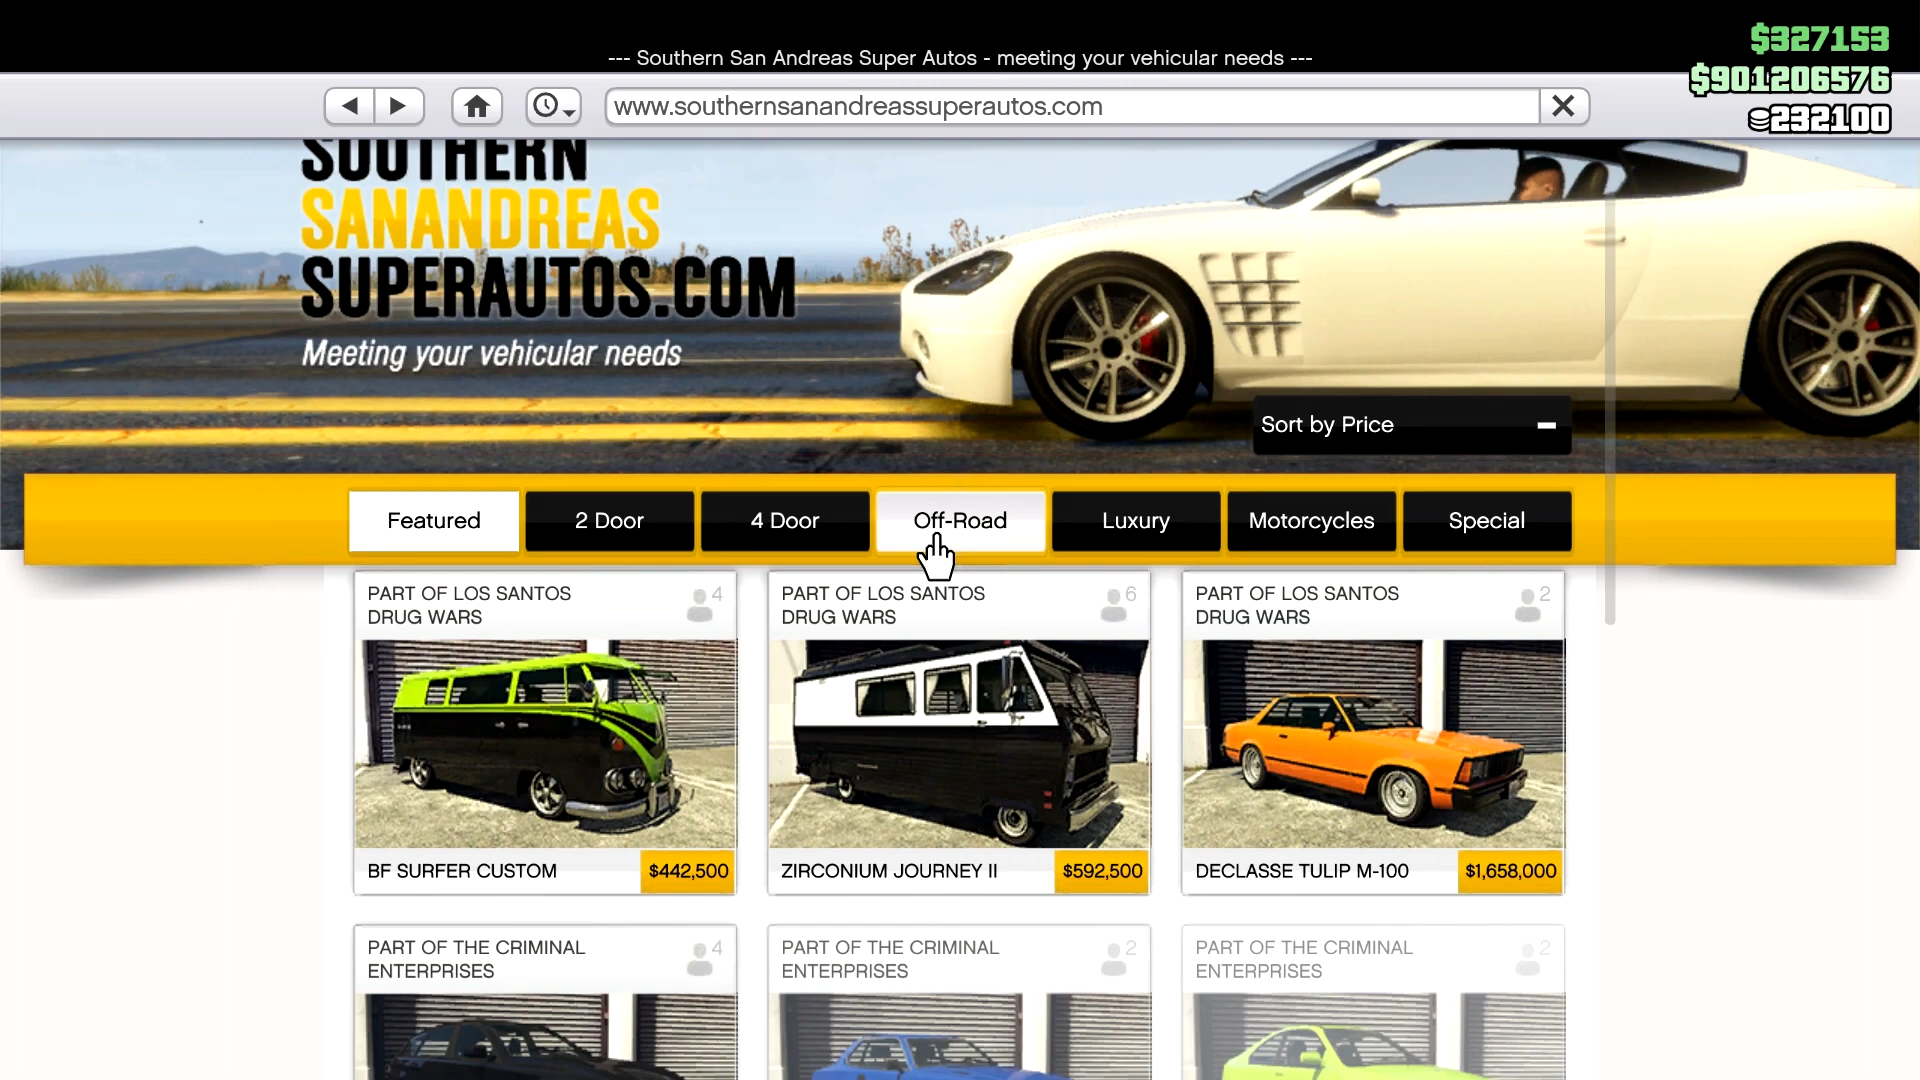 --- Southern San Andreas Super Autos - meeting your vehicular needs ---
$327153
$901206576
232100
www.southernsanandreassuperautos.com
SOUTHERN
SANANDREAS
SUPERAUTOS.COM
Meeting your vehicular needs
Sort by Price
Featured
2 Door
4 Door
Off-Road
Luxury
Motorcycles
Special
PART OF LOS SANTOS
DRUG WARS
4
BF SURFER CUSTOM
$442,500
PART OF LOS SANTOS
DRUG WARS
6
ZIRCONIUM JOURNEY II
$592,500
PART OF LOS SANTOS
DRUG WARS
2
DECLASSE TULIP M-100
$1,658,000
PART OF THE CRIMINAL
ENTERPRISES
4
PART OF THE CRIMINAL
ENTERPRISES
2
PART OF THE CRIMINAL
ENTERPRISES
2